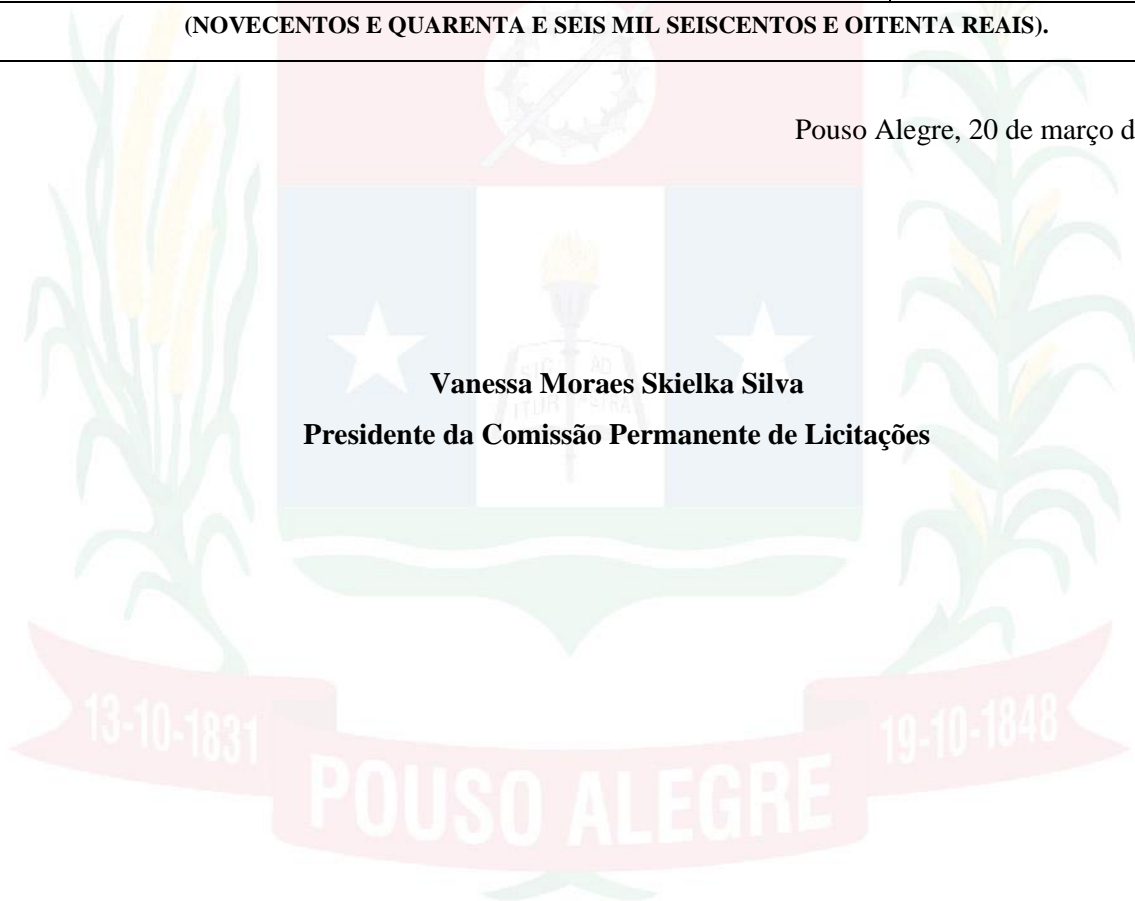 (NOVECENTOS E QUARENTA E SEIS MIL SEISCENTOS E OITENTA REAIS).
Pouso Alegre, 20 de março d
Vanessa Moraes Skielka Silva
Presidente da Comissão Permanente de Licitações
13-10-1831
19-10-1848
POUSO ALEGRE